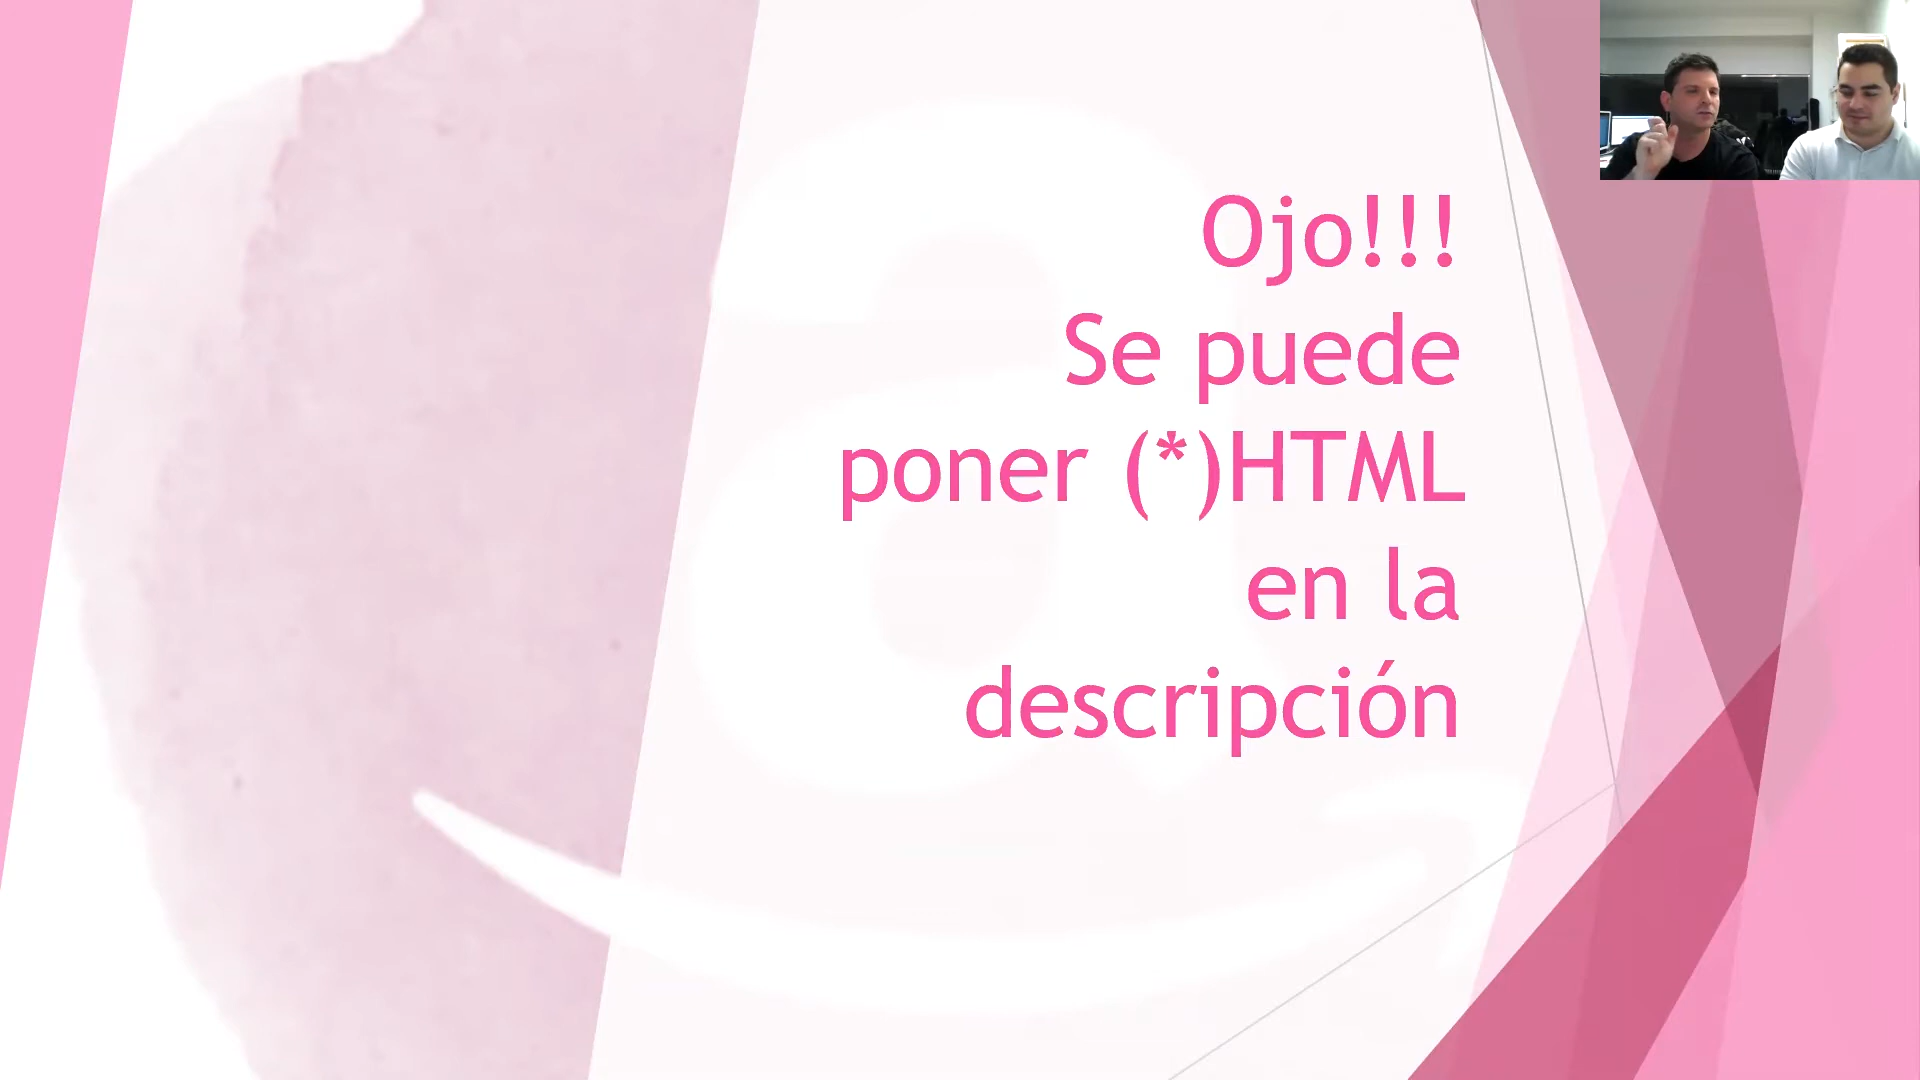 Ojo!!!
Se puede
poner (*)HTML
en la
descripción